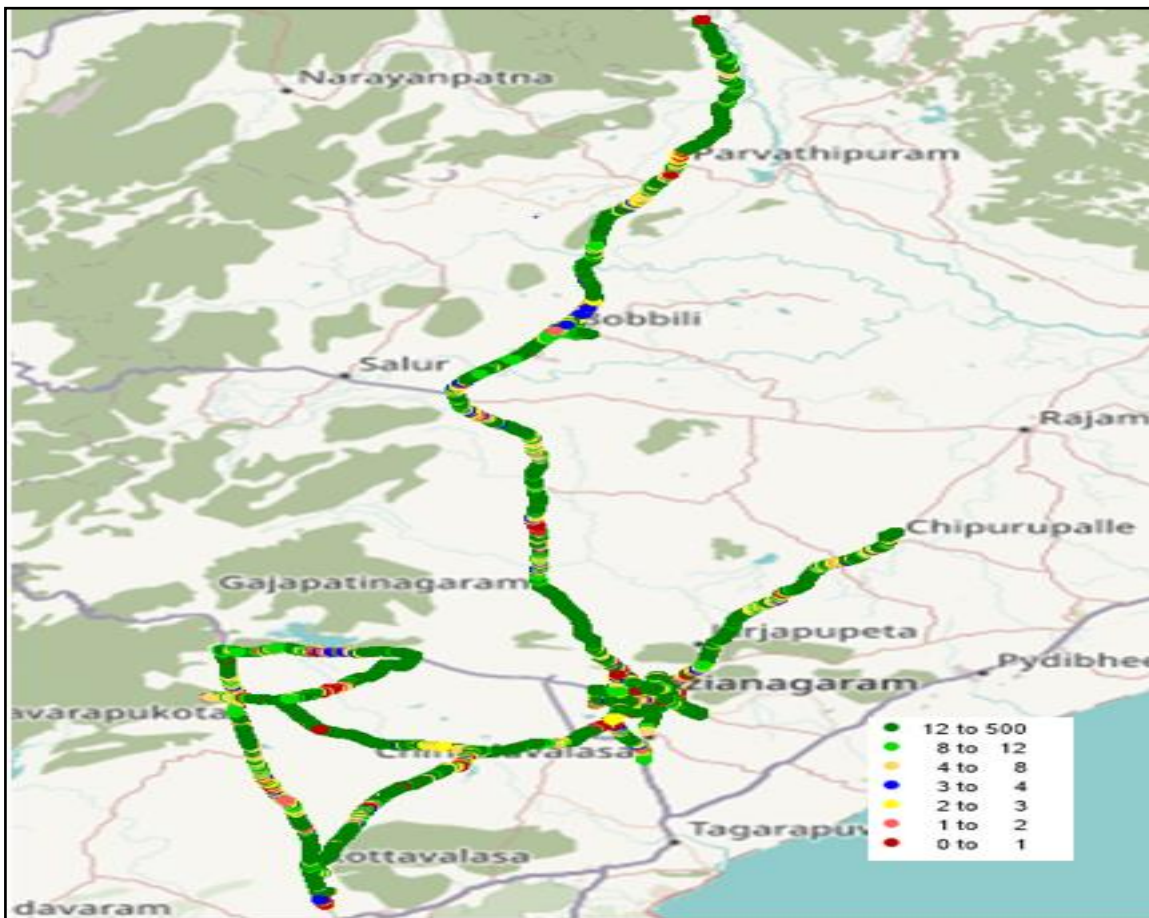 Narayanpatna
Parvathipuram
Salur
Rajam
Chipurupalle
Gajapatinagaram
Pydibhee
zianagaram
avarapukota
12 to 500
8 to 12
4 to 8
3 to 4
2 to 3
1 to 2
0 to 1
Tagarapuv
davaram